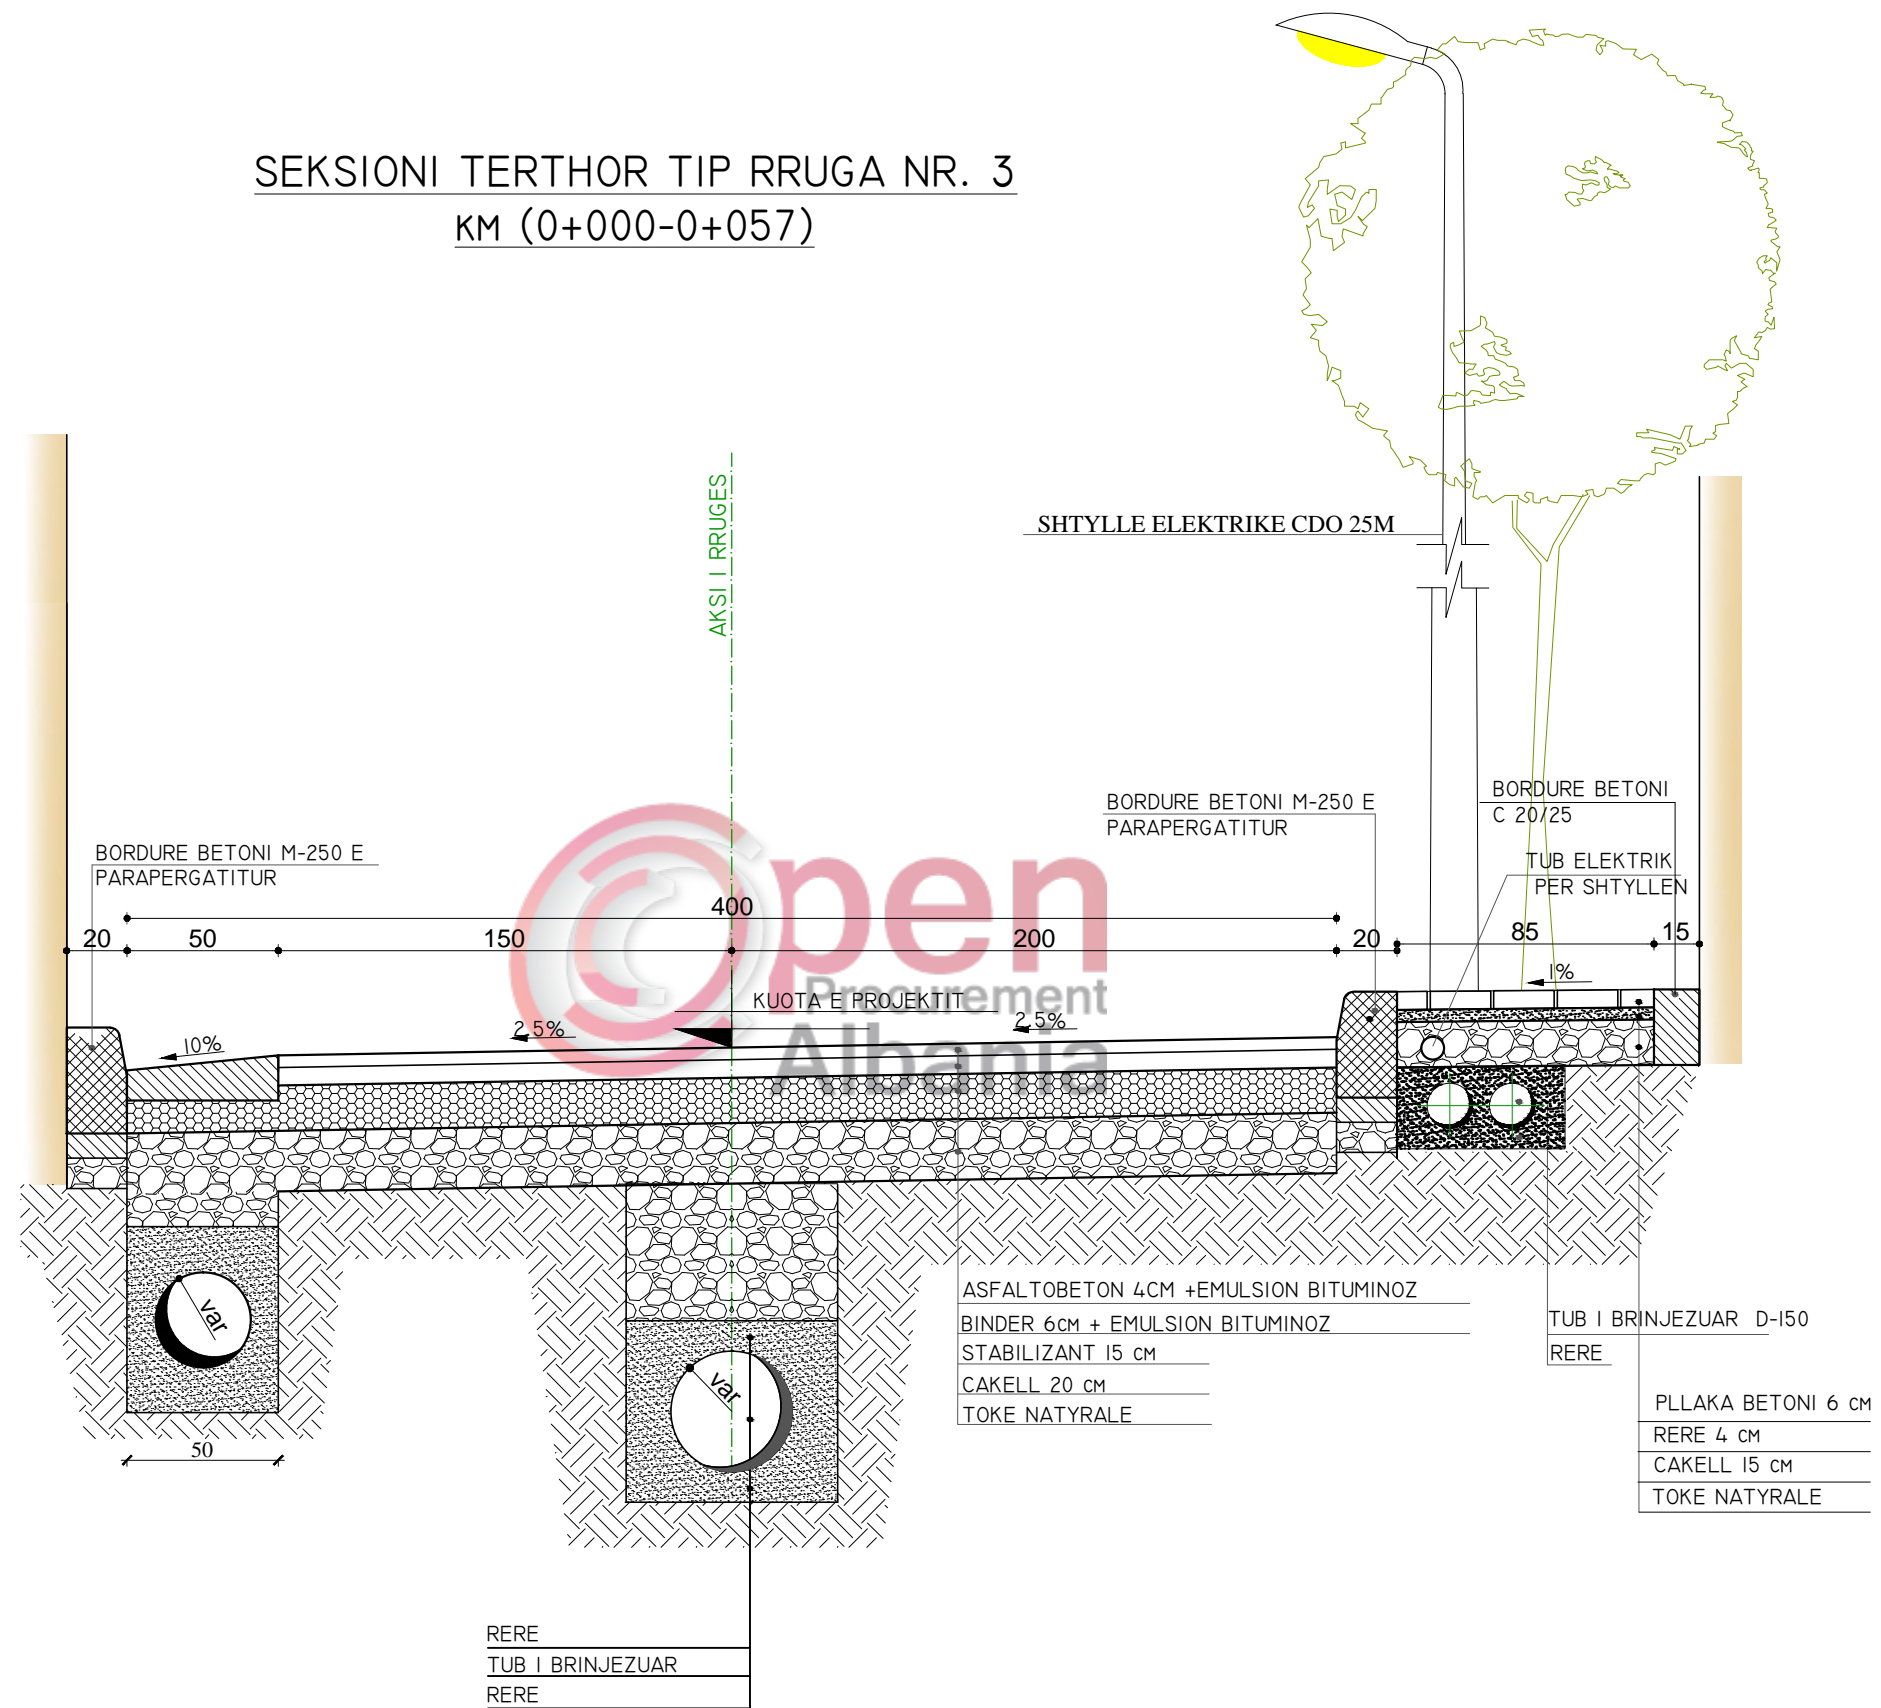 SEKSIONI TERTHOR TIP RRUGA NR. 3
KM (0+000-0+057)
AKSI I RRUGES
SHTYLLE ELEKTRIKE CDO 25M
BORDURE BETONI M-250 E
PARAPERGATITUR
BORDURE BETONI M-250 E
PARAPERGATITUR
BORDURE BETONI
C 20/25
TUB ELEKTRIK
PER SHTYLLEN
400
20 50 150 200 20 85 15
Open
Procurement
Albania
KUOTA E PROJEKTIT
10% 2.5% 2.5% 1%
var
var
50
ASFALTOBETON 4CM +EMULSION BITUMINOZ
BINDER 6CM + EMULSION BITUMINOZ
STABILIZANT 15 CM
CAKELL 20 CM
TOKE NATYRALE
TUB I BRINJEZUAR D-150
RERE
PLLAKA BETONI 6 CM
RERE 4 CM
CAKELL 15 CM
TOKE NATYRALE
RERE
TUB I BRINJEZUAR
RERE